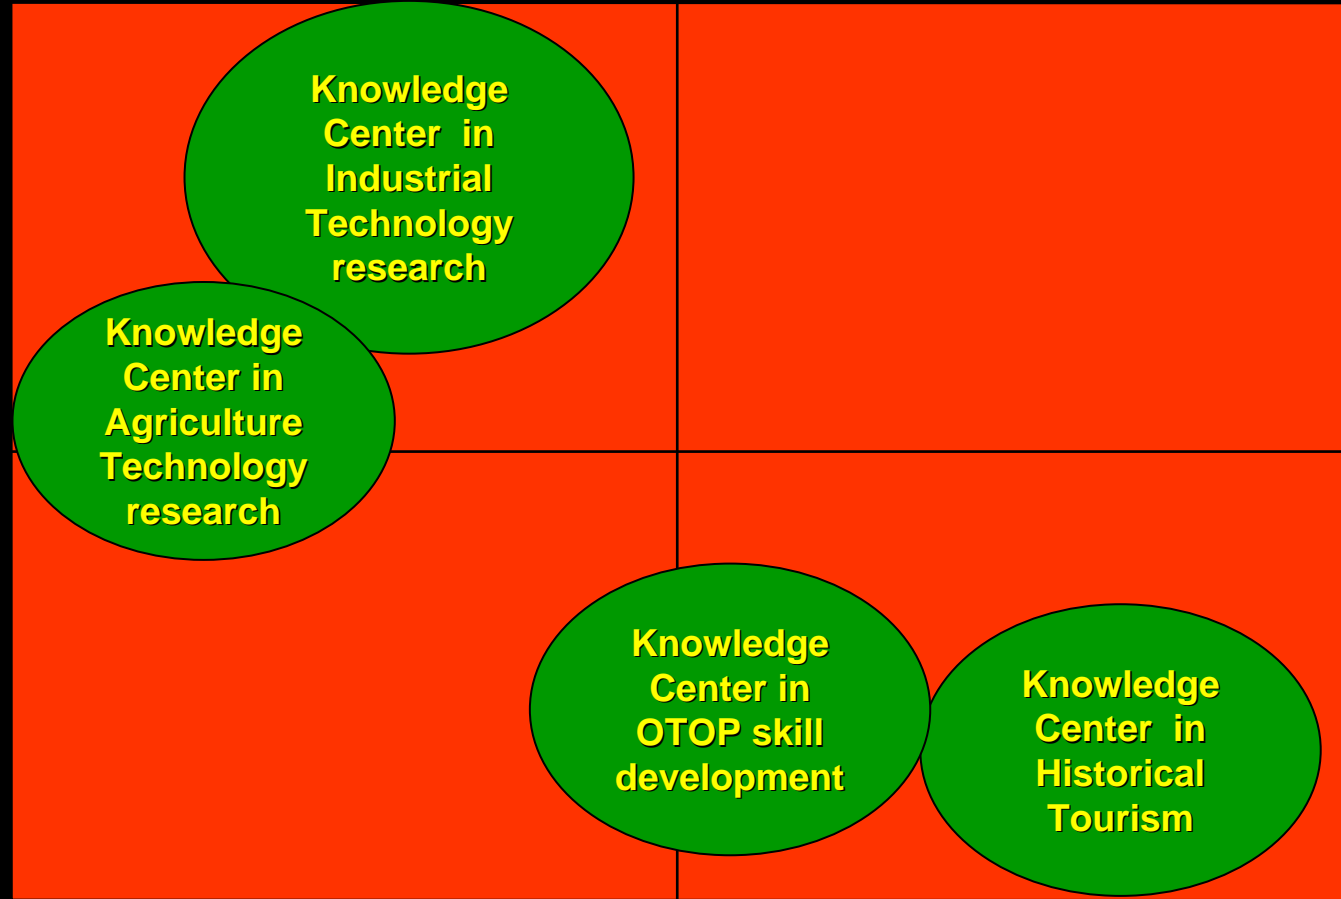 Knowledge
Center in
Industrial
Technology
research
Knowledge
Center in
Agriculture
Technology
research
Knowledge
Center in
OTOP skill
development
Knowledge
Center in
Historical
Tourism